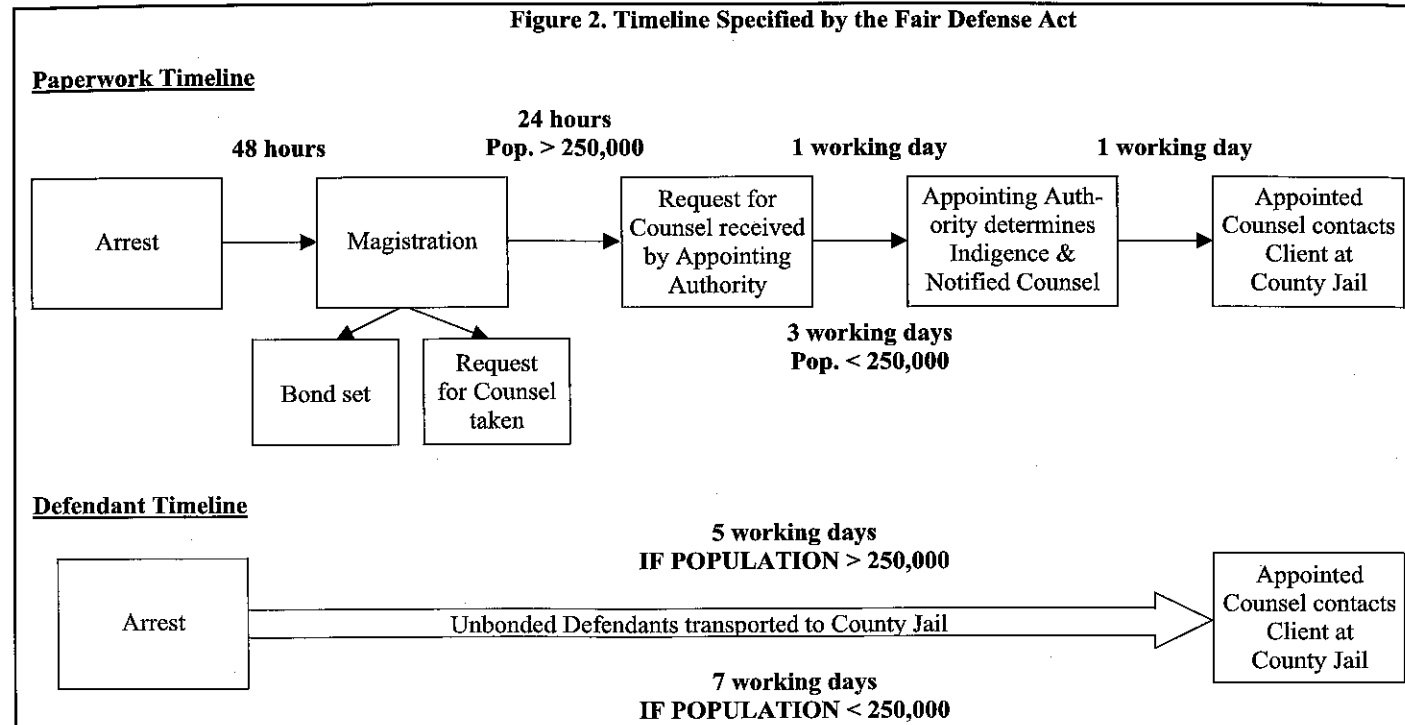 Figure 2. Timeline Specified by the Fair Defense Act
Paperwork Timeline
48 hours
24 hours
Pop. > 250,000
1 working day
1 working day
Arrest
Magistration
Request for
Counsel received
by Appointing
Authority
Appointing Auth-
ority determines
Indigence &
Notified Counsel
Appointed
Counsel contacts
Client at
County Jail
3 working days
Pop. < 250,000
Bond set
Request
for Counsel
taken
Defendant Timeline
5 working days
IF POPULATION > 250,000
Arrest
Unbonded Defendants transported to County Jail
Appointed
Counsel contacts
Client at
County Jail
7 working days
IF POPULATION < 250,000